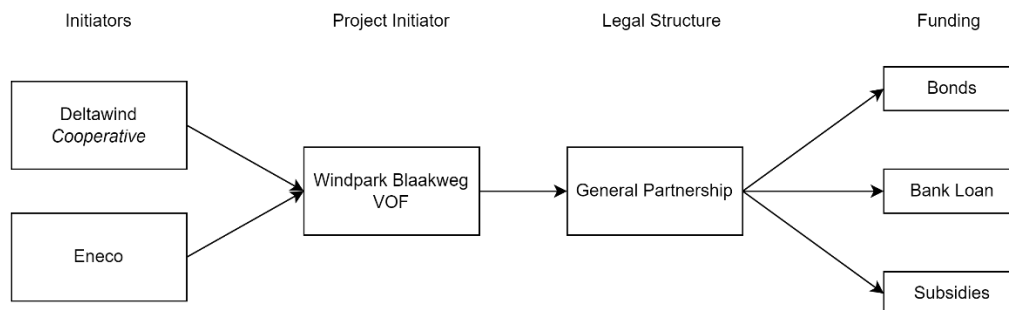 Initiators
Project Initiator
Legal Structure
Funding
Deltawind
Cooperative
Eneco
Windpark Blaakweg
VOF
General Partnership
Bonds
Bank Loan
Subsidies